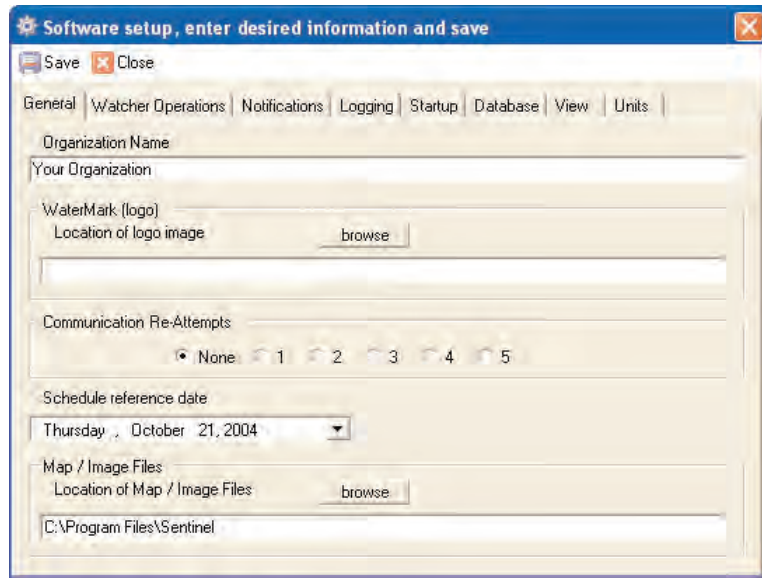 Software setup, enter desired information and save
Save Close
General Watcher Operations Notifications Logging Startup Database View Units
Organization Name
Your Organization
WaterMark (logo)
Location of logo image browse
Communication Re-Attempts
None 1 2 3 4 5
Schedule reference date
Thursday , October 21, 2004
Map / Image Files
Location of Map / Image Files browse
C:\Program Files\Sentinel